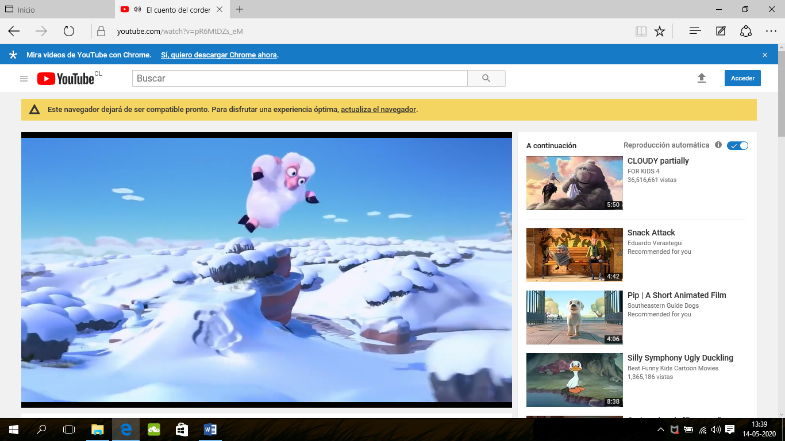 Inicio
El cuento del corder
youtube.com/watch?v=pR6MtDZs_eM
Mira videos de YouTube con Chrome. Sí, quiero descargar Chrome ahora.
YouTube CL
Buscar
Acceder
Este navegador dejará de ser compatible pronto. Para disfrutar una experiencia óptima, actualiza el navegador.
A continuación
Reproducción automática
CLOUDY partially
FOR KIDS 4
36,516,661 vistas
5:50
Snack Attack
Eduardo Verastegui
Recommended for you
4:42
Pip | A Short Animated Film
Southeastern Guide Dogs
Recommended for you
4:06
Silly Symphony Ugly Duckling
Best Funny Kids Cartoon Movies
1,365,186 vistas
8:38
13:39
14-05-2020